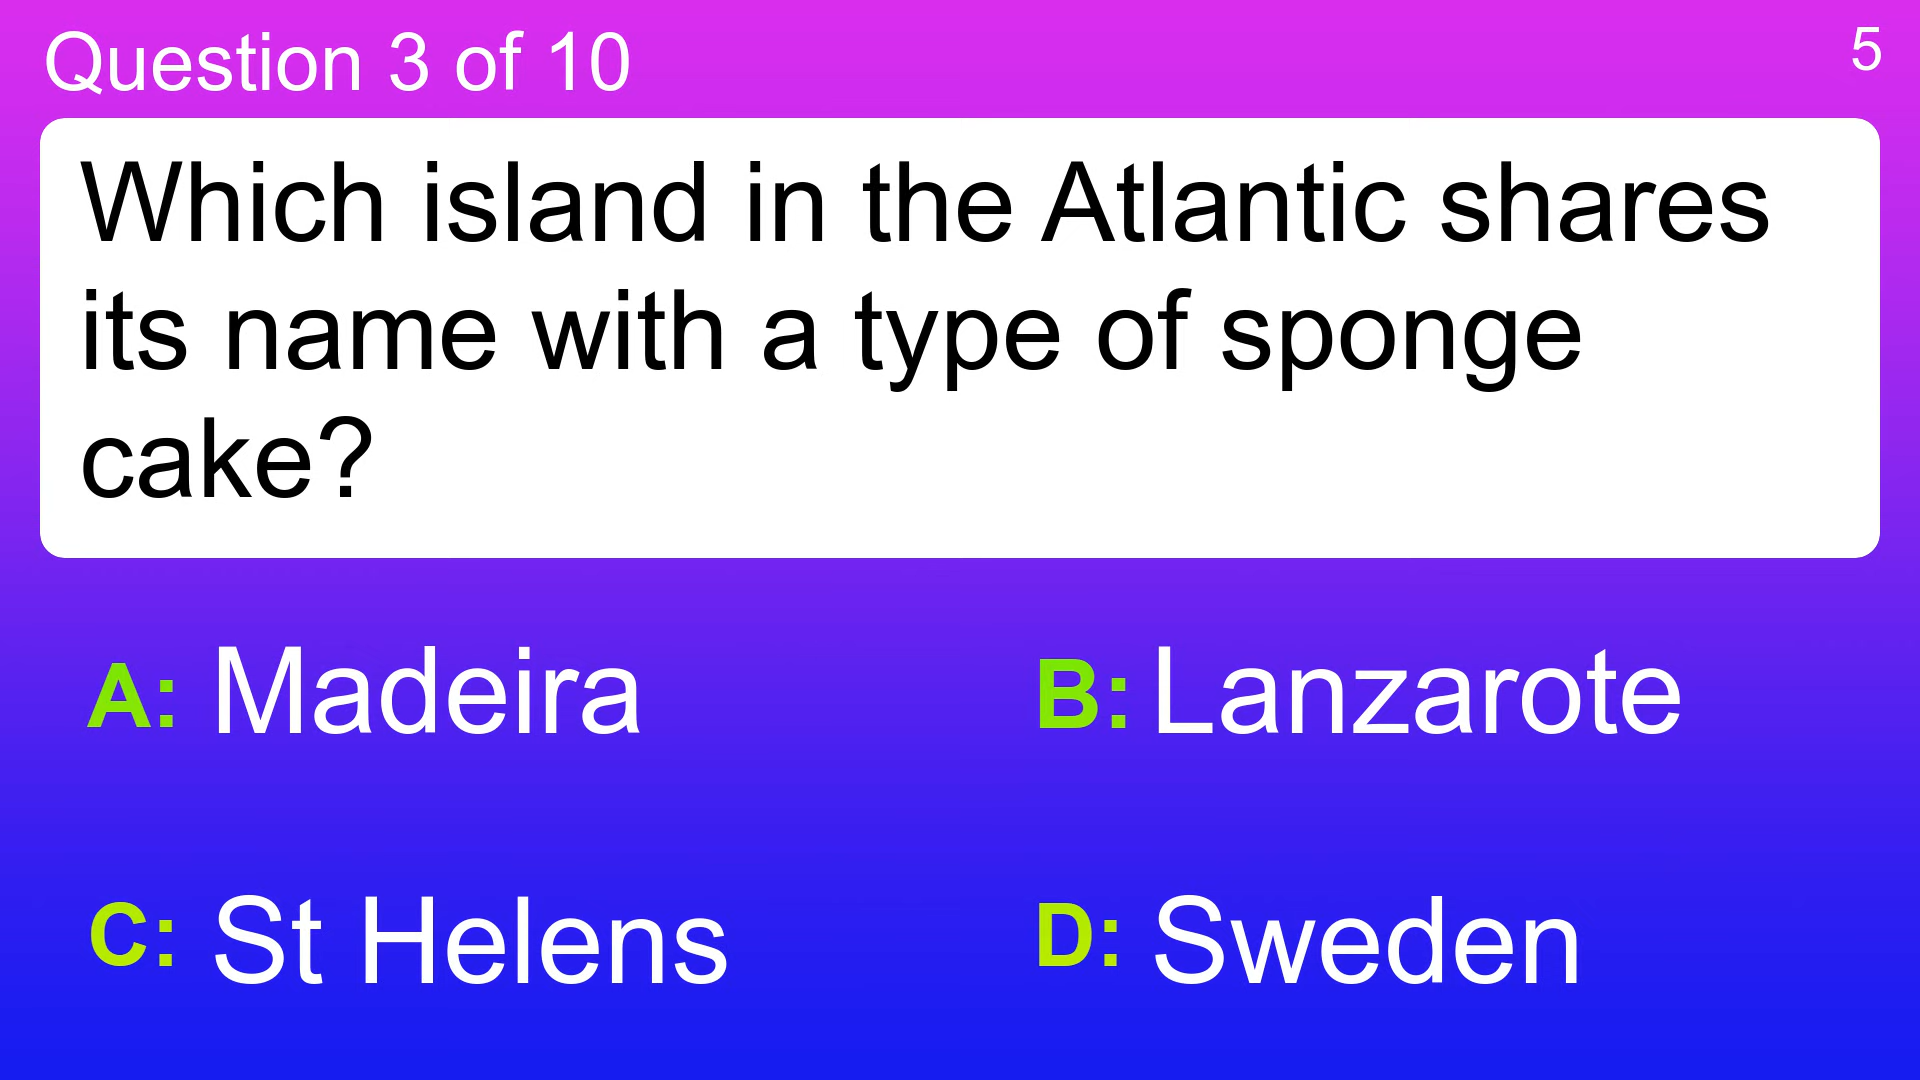 Question 3 of 10
5
Which island in the Atlantic shares
its name with a type of sponge
cake?
A: Madeira
B: Lanzarote
C: St Helens
D: Sweden